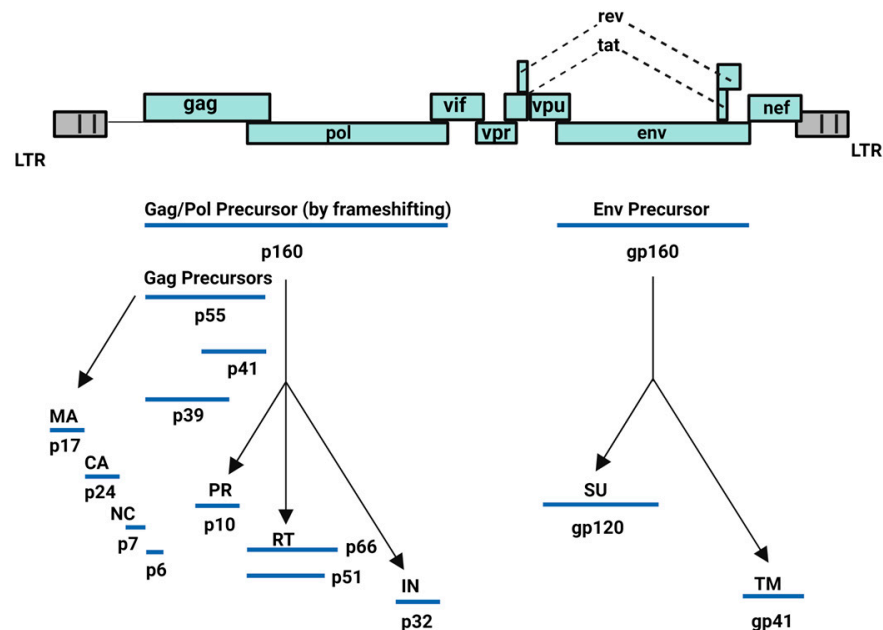 rev
tat
gag
vif
vpu
nef
pol
vpr
env
LTR
LTR
Gag/Pol Precursor (by frameshifting)
Env Precursor
p160
gp160
Gag Precursors
p55
p41
p39
MA
p17
CA
p24
NC
p7
p6
PR
p10
RT
p66
p51
IN
p32
SU
gp120
TM
gp41